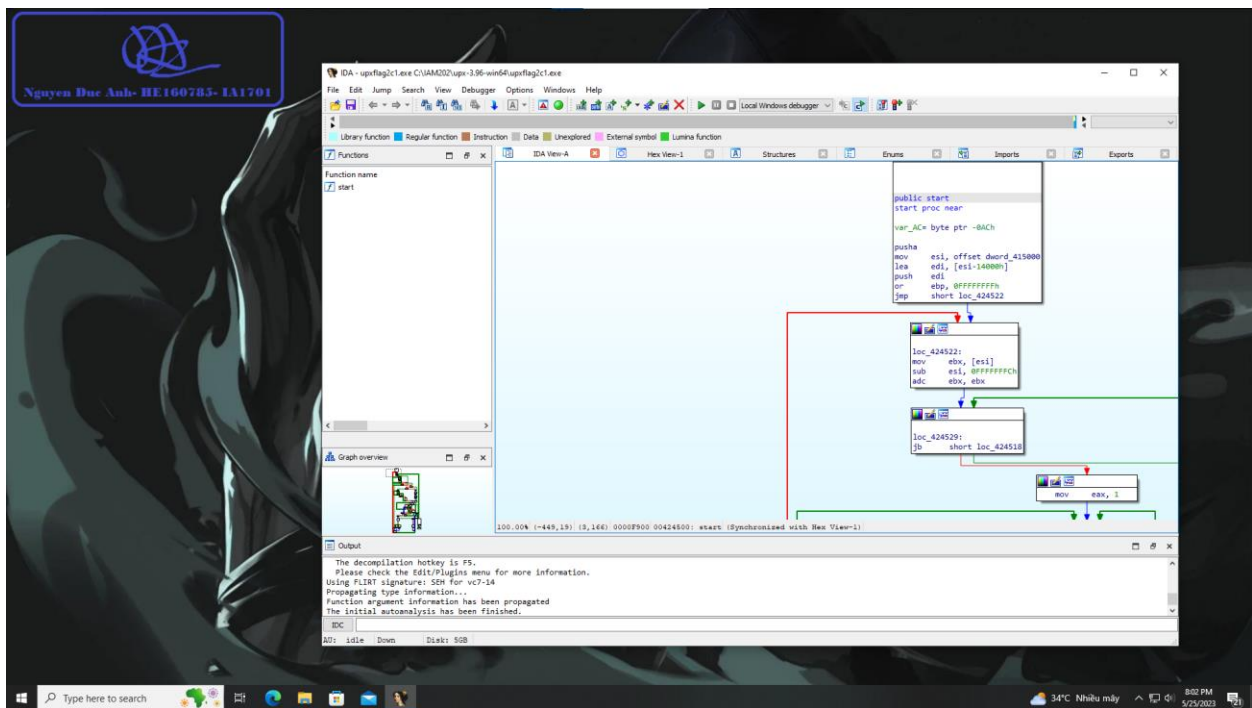 Nguyen Duc Anh- HE160785- IA1701
IDA - upxflag2c1.exe C:\IAM202\upx-3.96-win64\upxflag2c1.exe
File Edit Jump Search View Debugger Options Windows Help
Local Windows debugger
Library function Regular function Instruction Data Unexplored External symbol Lumina function
Functions
IDA View-A Hex View-1 Structures Enums Imports Exports
Function name
start
public start
start proc near
var_AC= byte ptr -0ACh
pusha
mov esi, offset dword_415000
lea edi, [esi-14000h]
push edi
or ebp, 0FFFFFFFFh
jmp short loc_424522
loc_424522:
mov ebx, [esi]
sub esi, 0FFFFFFFCh
adc ebx, ebx
loc_424529:
jb short loc_424518
mov eax, 1
Graph overview
100.00% (-449,19) (3,166) 0000F900 00424500: start (Synchronized with Hex View-1)
Output
The decompilation hotkey is F5.
Please check the Edit/Plugins menu for more information.
Using FLIRT signature: SEH for vc7-14
Propagating type information...
Function argument information has been propagated
The initial autoanalysis has been finished.
IDC
AU: idle Down Disk: 5GB
Type here to search
34°C Nhiều mây
8:02 PM
5/25/2023